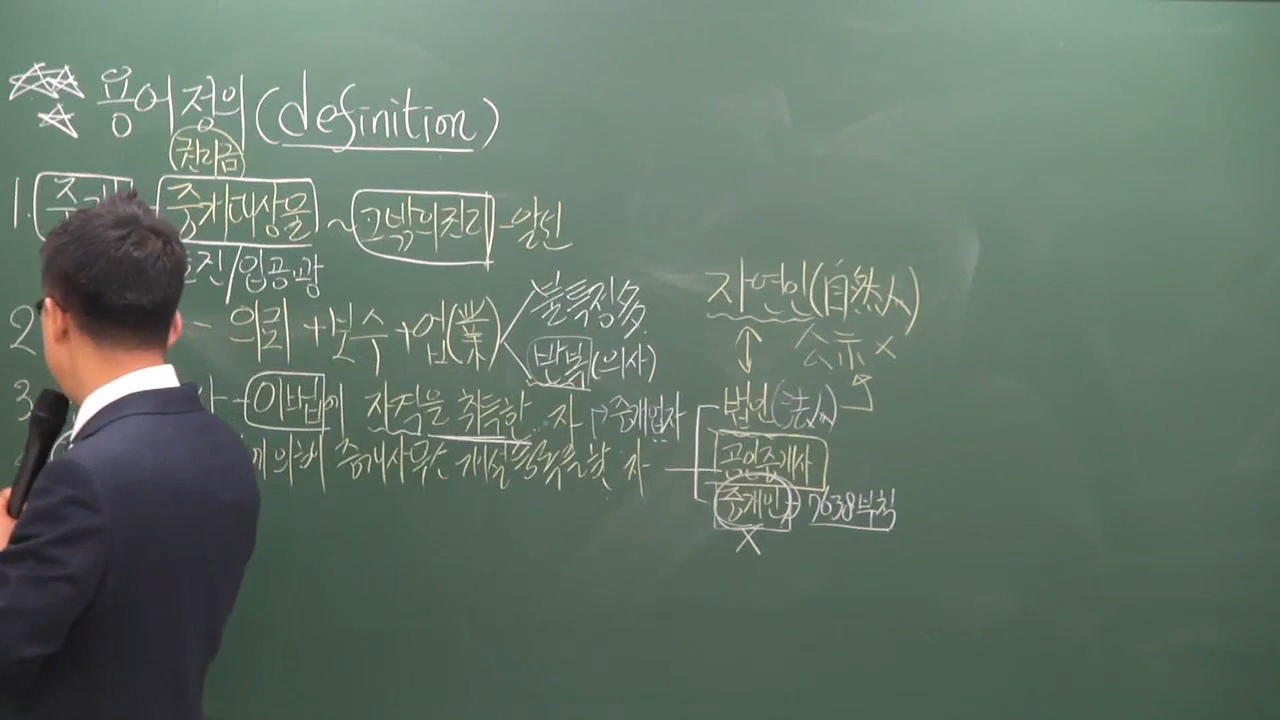 용어정의(definition)
권리금
1. 중개 중개대상물 ~ 그밖의권리 - 알선
토건/입공광
2 - 의뢰 + 보수 + 업(業)
불특정多.
반복(의사)
3 사 - 이법에 자격을 취득한 자
중개업자
에 의해 중개사무소 개설등록을 한 자
자연인(自然人)
公示 ×
법인(法人)
공인중개사
중개인 7638부칙
×